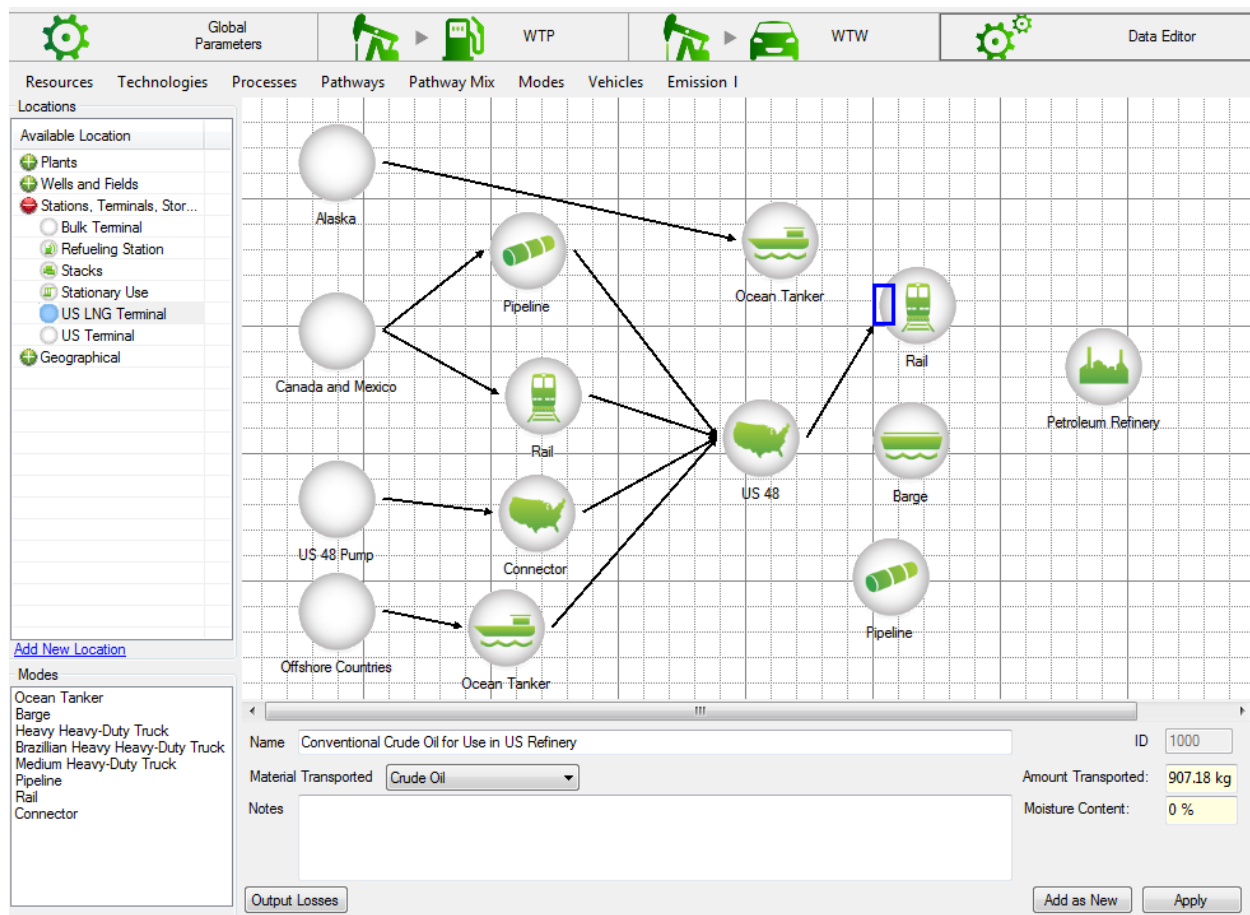 Global
Parameters
WTP
WTW
Data Editor
Resources Technologies Processes Pathways Pathway Mix Modes Vehicles Emission I
Locations
Available Location
Plants
Wells and Fields
Stations, Terminals, Stor...
Bulk Terminal
Refueling Station
Stacks
Stationary Use
US LNG Terminal
US Terminal
Geographical
Add New Location
Modes
Ocean Tanker
Barge
Heavy Heavy-Duty Truck
Brazillian Heavy Heavy-Duty Truck
Medium Heavy-Duty Truck
Pipeline
Rail
Connector
Alaska
Pipeline
Ocean Tanker
Rail
Canada and Mexico
Petroleum Refinery
Rail
US 48
Barge
US 48 Pump
Connector
Pipeline
Offshore Countries
Ocean Tanker
Name Conventional Crude Oil for Use in US Refinery ID 1000
Material Transported Crude Oil Amount Transported: 907.18 kg
Notes Moisture Content: 0 %
Output Losses Add as New Apply